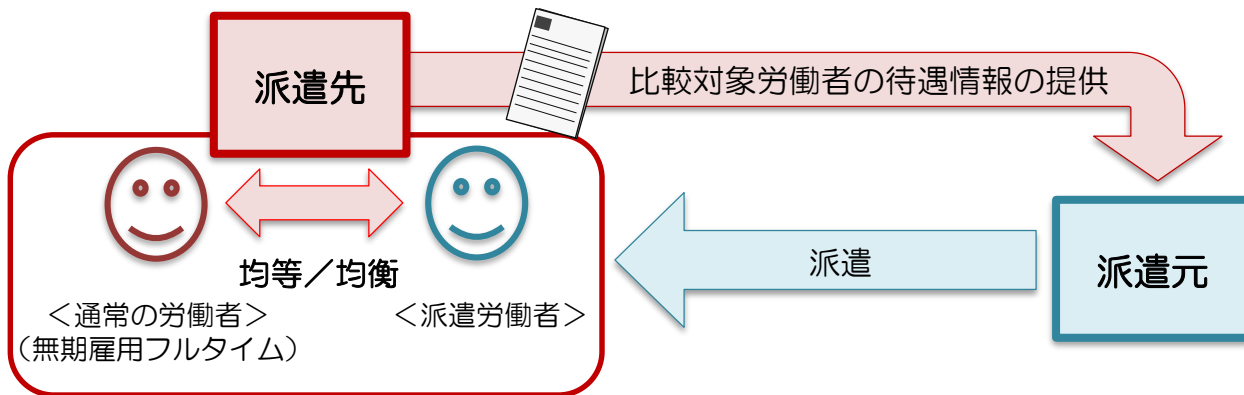 派遣先
比較対象労働者の待遇情報の提供
均等／均衡
＜通常の労働者＞
（無期雇用フルタイム）
＜派遣労働者＞
派遣
派遣元